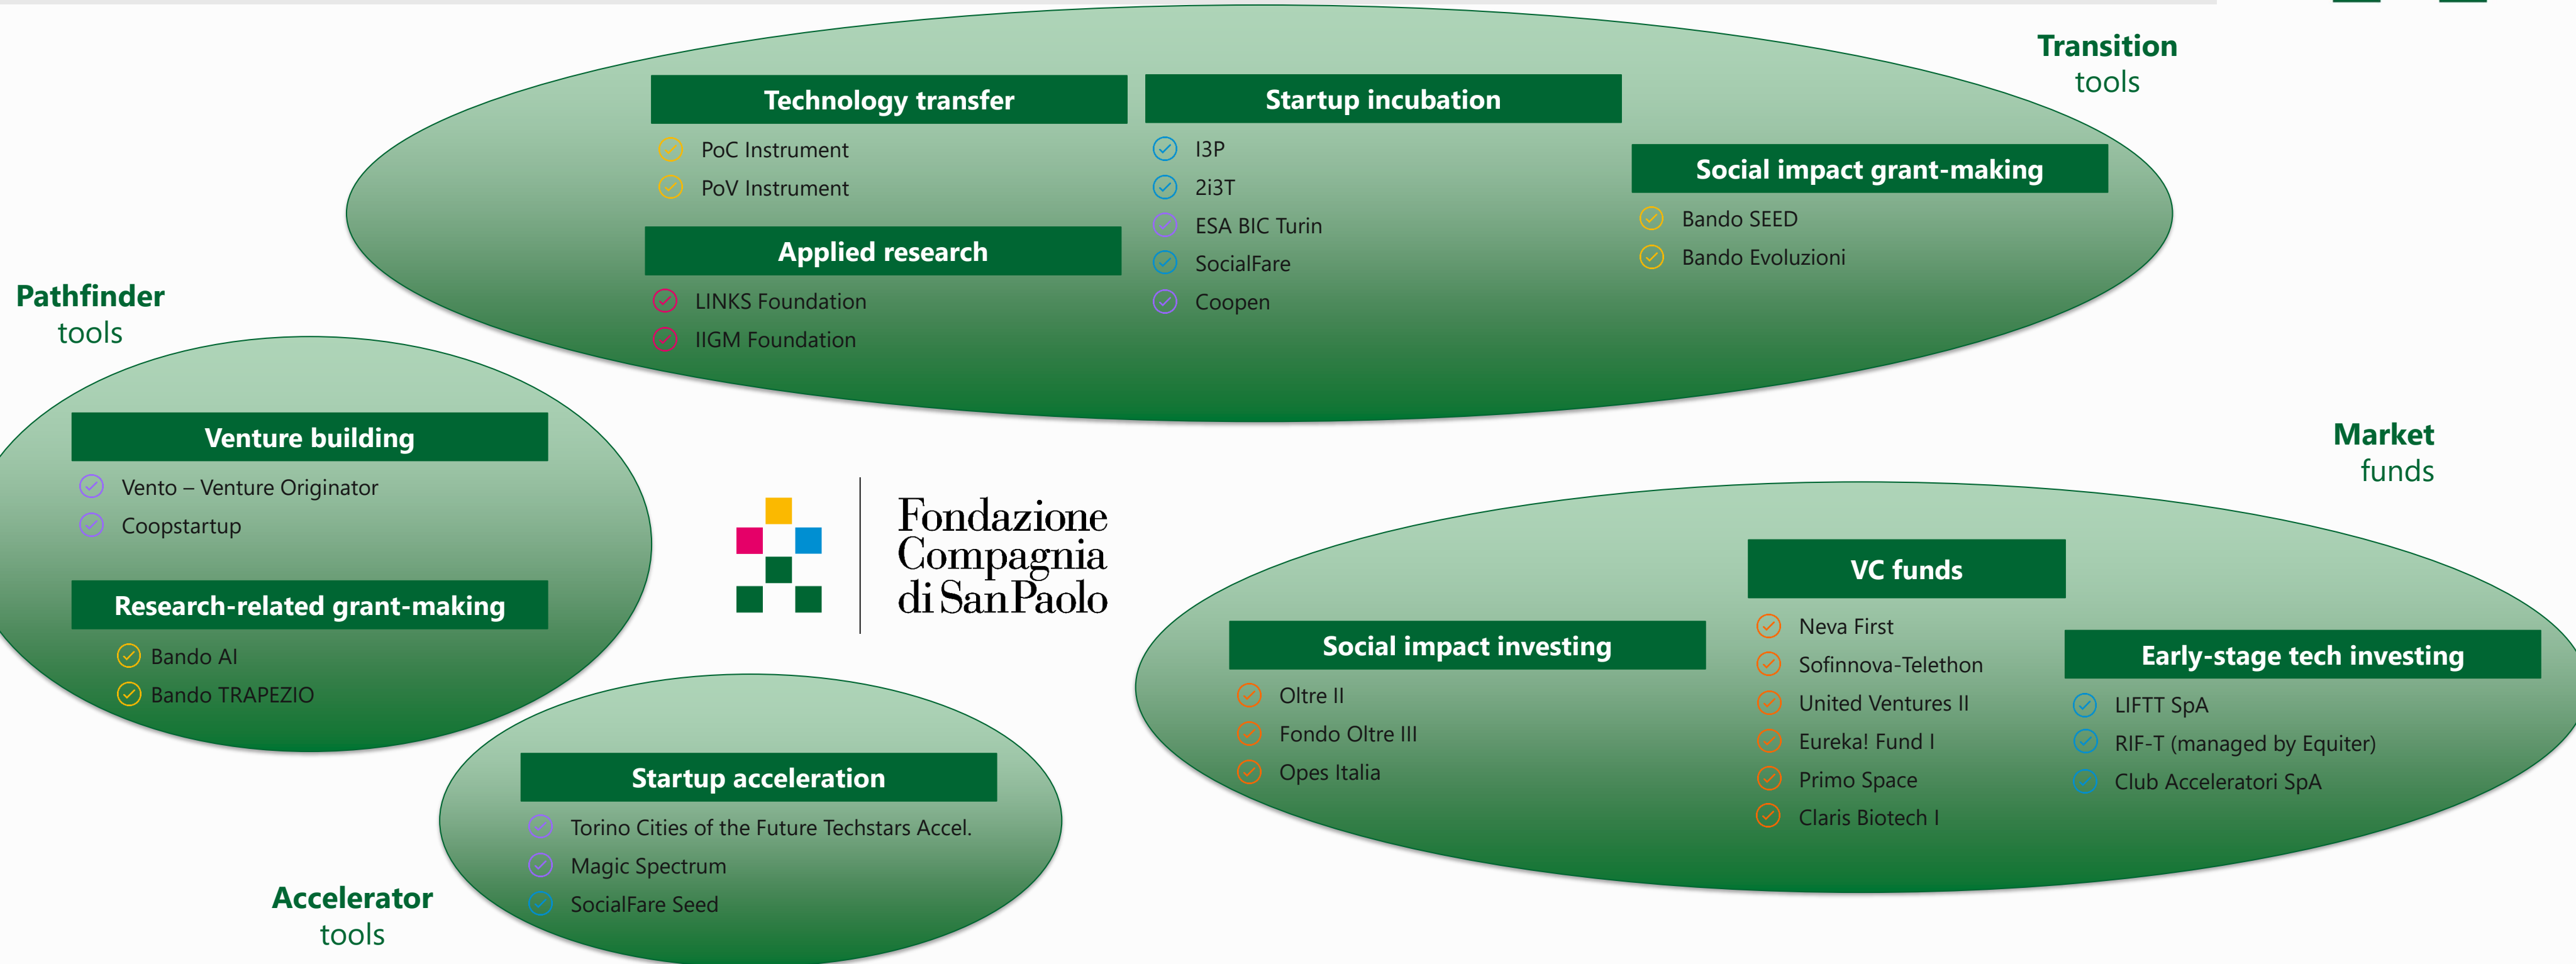 Transition
tools
Technology transfer
PoC Instrument
PoV Instrument
Applied research
LINKS Foundation
IIGM Foundation
Startup incubation
I3P
2i3T
ESA BIC Turin
SocialFare
Coopen
Social impact grant-making
Bando SEED
Bando Evoluzioni
Pathfinder
tools
Venture building
Vento – Venture Originator
Coopstartup
Research-related grant-making
Bando AI
Bando TRAPEZIO
Fondazione
Compagnia
di San Paolo
Accelerator
tools
Startup acceleration
Torino Cities of the Future Techstars Accel.
Magic Spectrum
SocialFare Seed
Market
funds
Social impact investing
Oltre II
Fondo Oltre III
Opes Italia
VC funds
Neva First
Sofinnova-Telethon
United Ventures II
Eureka! Fund I
Primo Space
Claris Biotech I
Early-stage tech investing
LIFTT SpA
RIF-T (managed by Equiter)
Club Acceleratori SpA